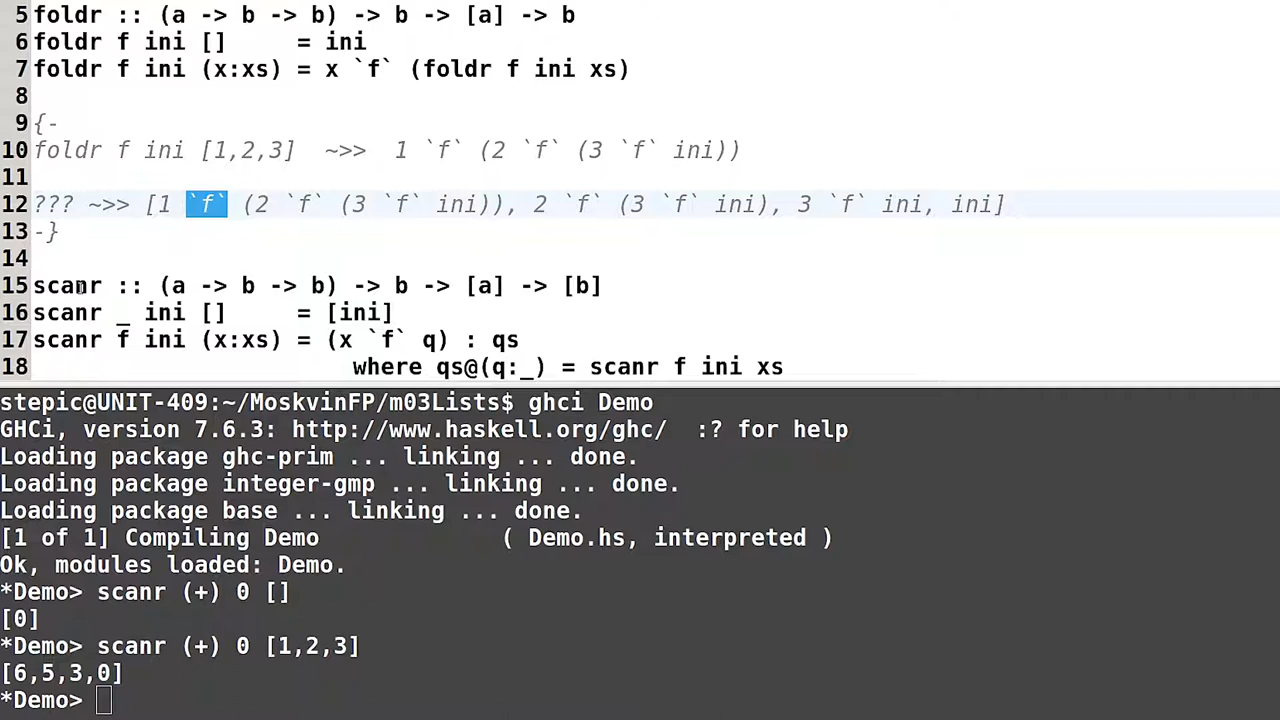 5 foldr :: (a -> b -> b) -> b -> [a] -> b
6 foldr f ini []     = ini
7 foldr f ini (x:xs) = x `f` (foldr f ini xs)
8
9 {-
10 foldr f ini [1,2,3]  ~>>  1 `f` (2 `f` (3 `f` ini))
11
12 ??? ~>> [1 `f` (2 `f` (3 `f` ini)), 2 `f` (3 `f` ini), 3 `f` ini, ini]
13 -}
14
15 scanr :: (a -> b -> b) -> b -> [a] -> [b]
16 scanr _ ini []     = [ini]
17 scanr f ini (x:xs) = (x `f` q) : qs
18                        where qs@(q:_) = scanr f ini xs
stepic@UNIT-409:~/MoskvinFP/m03Lists$ ghci Demo
GHCi, version 7.6.3: http://www.haskell.org/ghc/  :? for help
Loading package ghc-prim ... linking ... done.
Loading package integer-gmp ... linking ... done.
Loading package base ... linking ... done.
[1 of 1] Compiling Demo             ( Demo.hs, interpreted )
Ok, modules loaded: Demo.
*Demo> scanr (+) 0 []
[0]
*Demo> scanr (+) 0 [1,2,3]
[6,5,3,0]
*Demo>